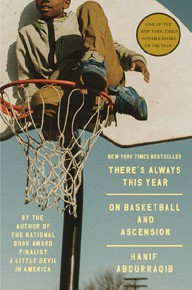 ONE OF THE
NEW YORK TIMES
NOTABLE BOOKS
OF THE YEAR
NEW YORK TIMES BESTSELLER
THERE'S ALWAYS
THIS YEAR
ON BASKETBALL
AND
ASCENSION
HANIF
ABDURRAQIB
BY THE
AUTHOR OF
THE NATIONAL
BOOK AWARD
FINALIST
A LITTLE DEVIL
IN AMERICA